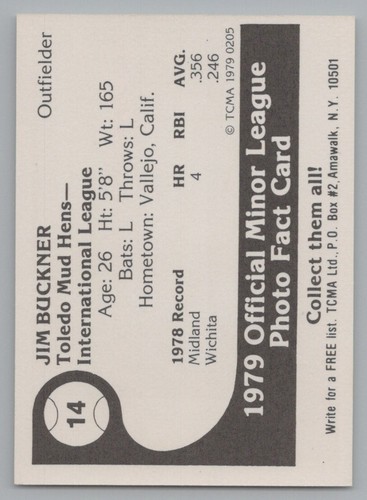 14
JIM BUCKNER Outfielder
Toledo Mud Hens—
International League
Age: 26 Ht: 5'8" Wt: 165
Bats: L Throws: L
Hometown: Vallejo, Calif.
1978 Record HR RBI AVG.
Midland .356
Wichita 4 .246
© TCMA 1979 0205
1979 Official Minor League
Photo Fact Card
Collect them all!
Write for a FREE list. TCMA Ltd., P.O. Box #2, Amawalk, N.Y. 10501